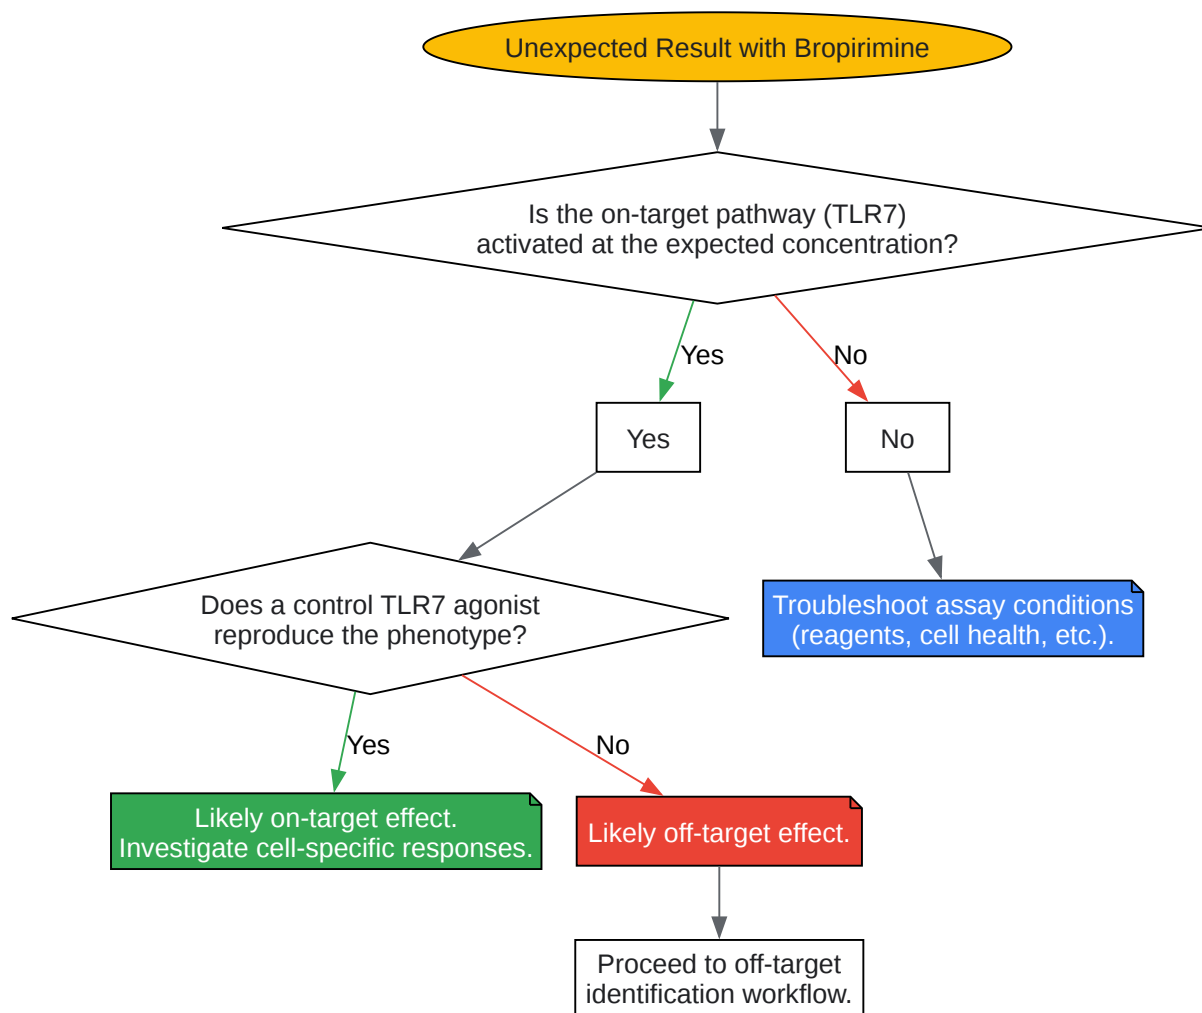 Unexpected Result with Bropirimine
Is the on-target pathway (TLR7)
activated at the expected concentration?
Yes
No
Yes
No
Does a control TLR7 agonist
reproduce the phenotype?
Troubleshoot assay conditions
(reagents, cell health, etc.).
Yes
No
Likely on-target effect.
Investigate cell-specific responses.
Likely off-target effect.
Proceed to off-target
identification workflow.